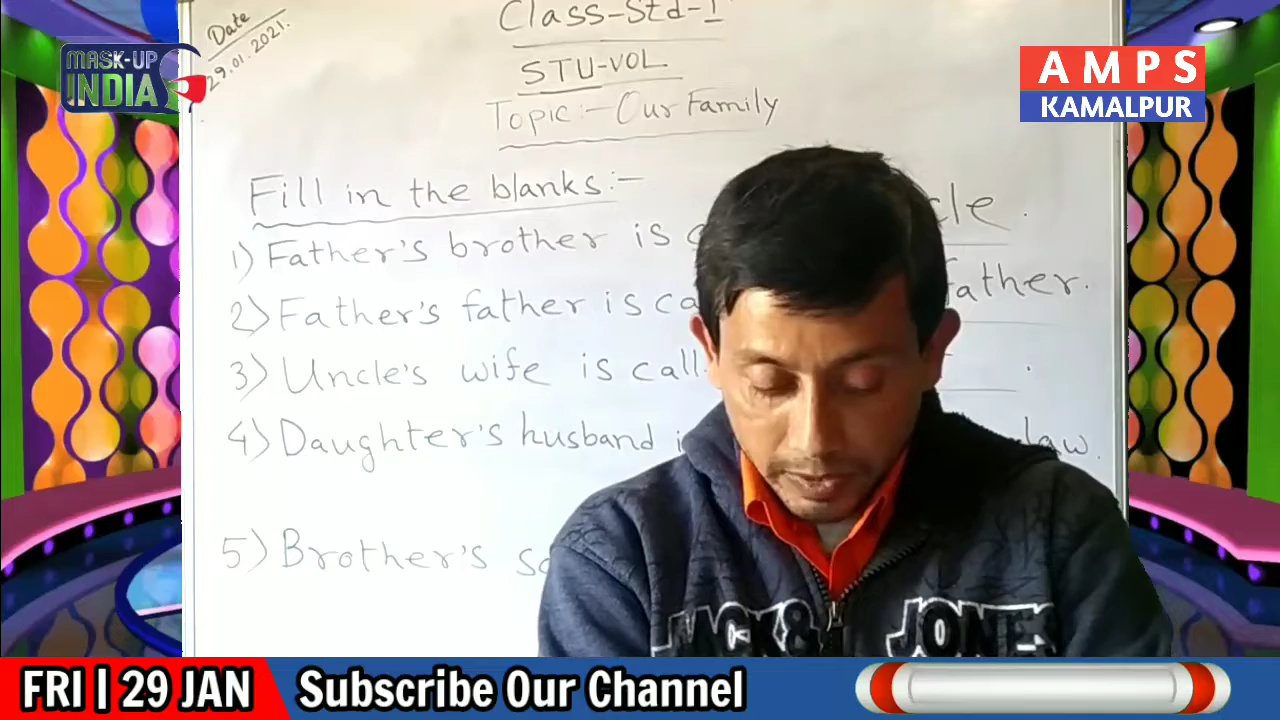 Date
29.01.2021.
MASK-UP
INDIA
Class-Std-I
STU-VOL
Topic:- Our Family
AMPS
KAMALPUR
Fill in the blanks:-
1) Father's brother is cle.
2) Father's father is ca father.
3) Uncle's wife is call .
4) Daughter's husband i law.
5) Brother's so
JACK & JONES
FRI | 29 JAN
Subscribe Our Channel